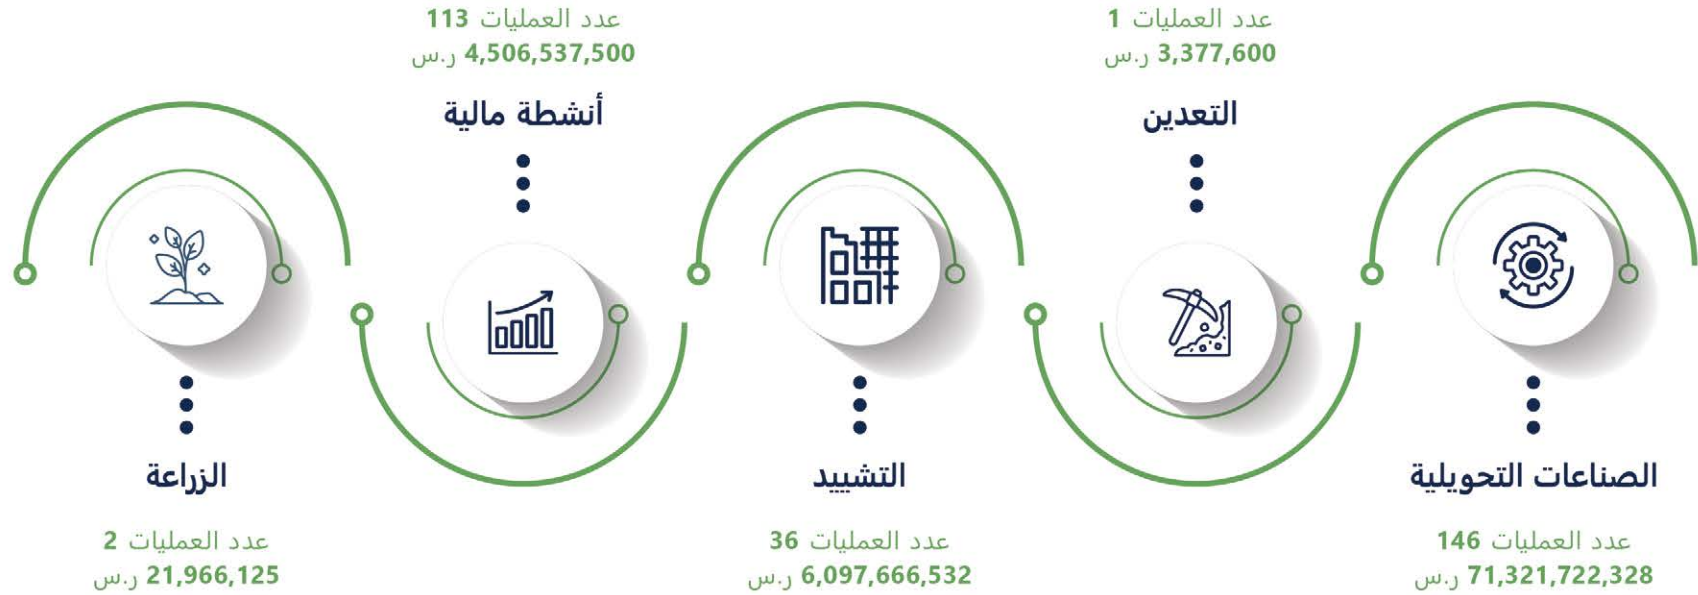 الصناعات التحويلية
عدد العمليات 146
71,321,722,328 ر.س
عدد العمليات 1
3,377,600 ر.س
التعدين
التشييد
عدد العمليات 36
6,097,666,532 ر.س
عدد العمليات 113
4,506,537,500 ر.س
أنشطة مالية
الزراعة
عدد العمليات 2
21,966,125 ر.س